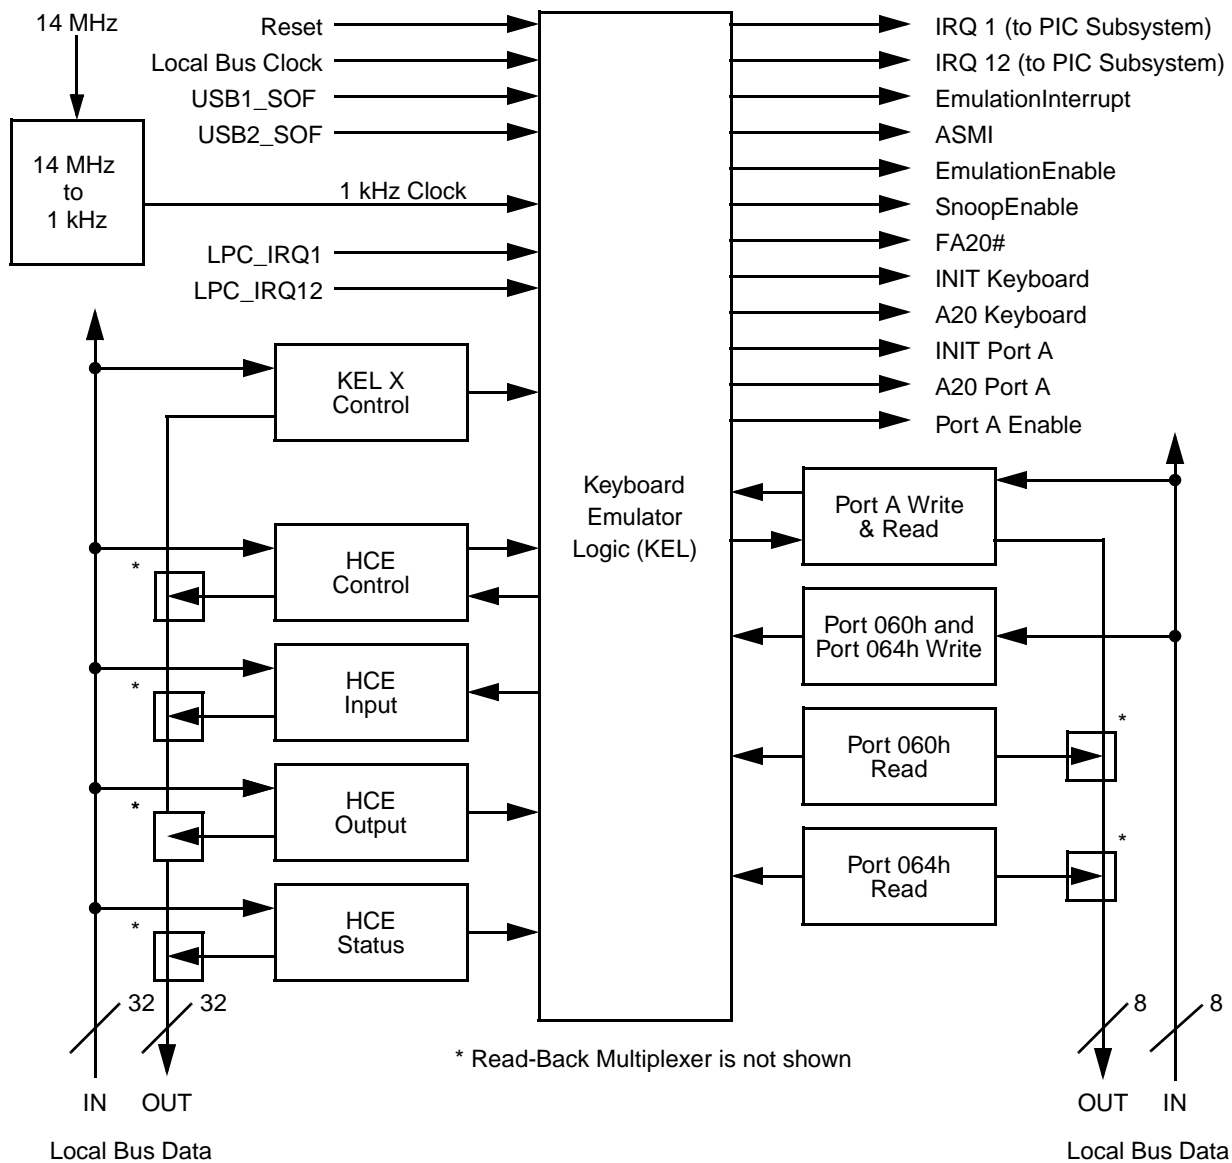 14 MHz
Reset
Local Bus Clock
USB1_SOF
USB2_SOF
14 MHz
to
1 kHz
1 kHz Clock
LPC_IRQ1
LPC_IRQ12
IRQ 1 (to PIC Subsystem)
IRQ 12 (to PIC Subsystem)
EmulationInterrupt
ASMI
EmulationEnable
SnoopEnable
FA20#
INIT Keyboard
A20 Keyboard
INIT Port A
A20 Port A
Port A Enable
KEL X
Control
*
HCE
Control
*
HCE
Input
*
HCE
Output
*
HCE
Status
Keyboard
Emulator
Logic (KEL)
Port A Write
& Read
Port 060h and
Port 064h Write
Port 060h
Read
*
Port 064h
Read
*
32
32
8
8
* Read-Back Multiplexer is not shown
IN
OUT
OUT
IN
Local Bus Data
Local Bus Data